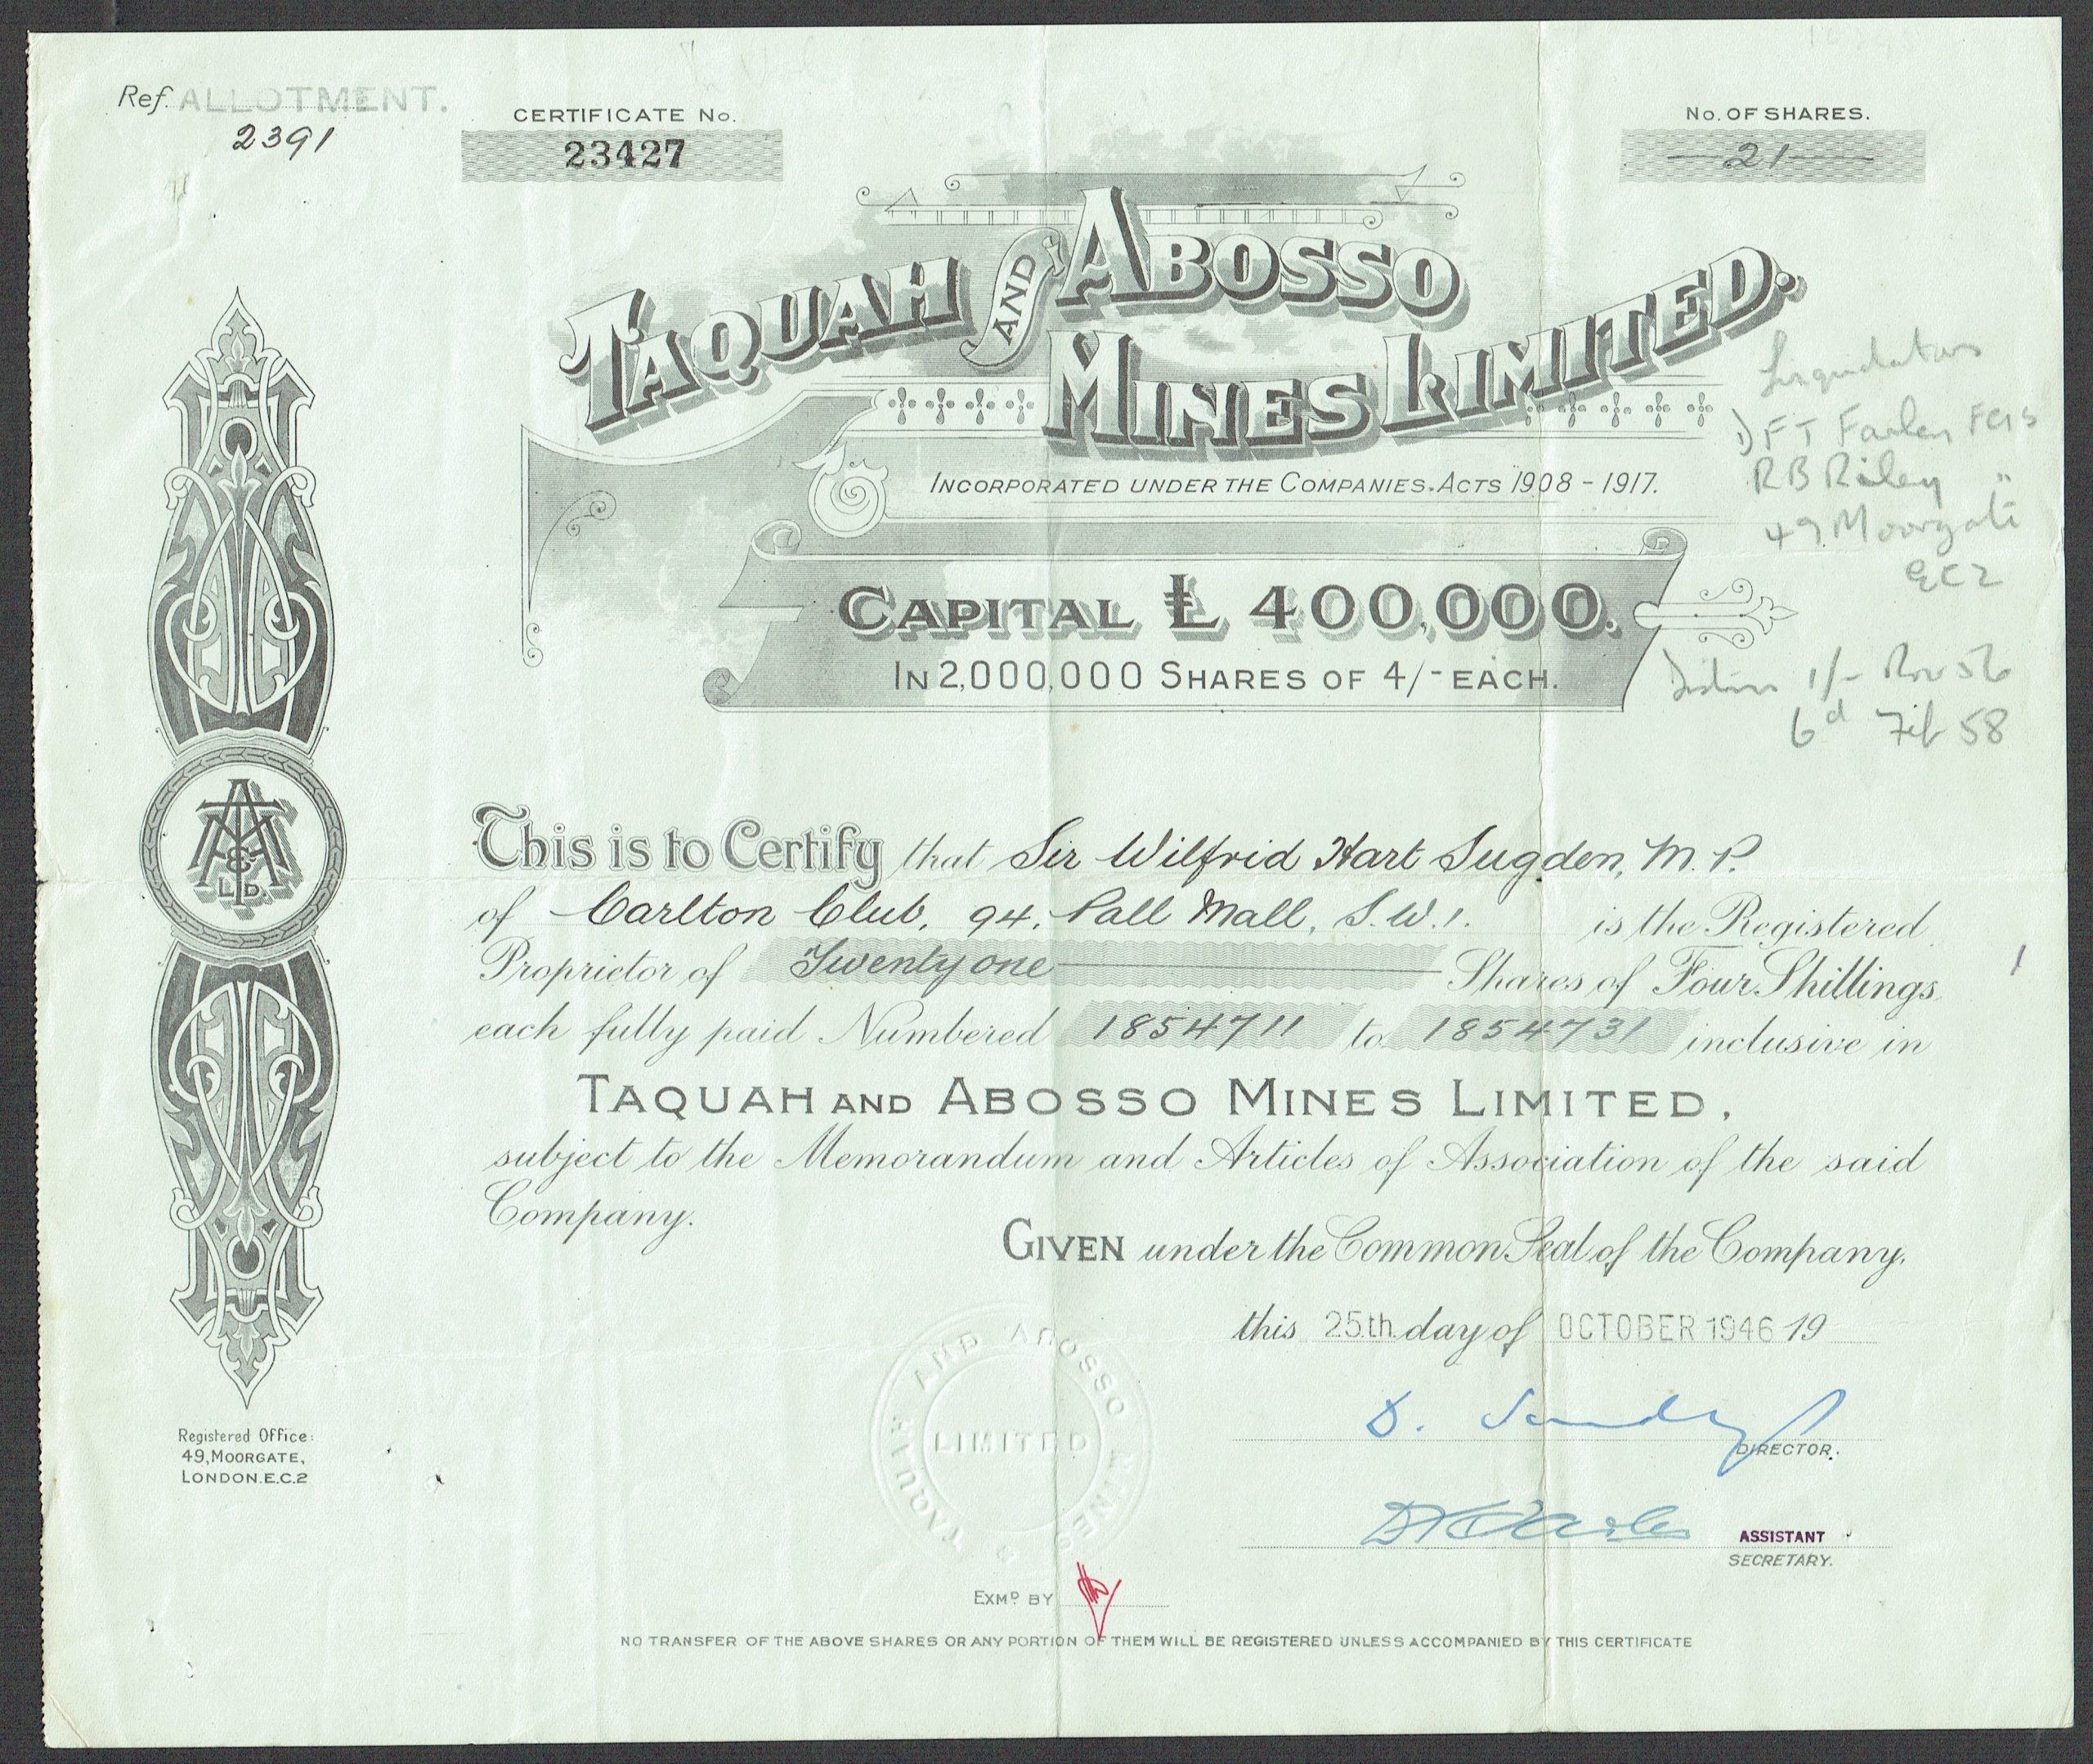 Ref. ALLOTMENT.
2391
CERTIFICATE No.
23427
No. OF SHARES.
21
TAQUAH AND ABOSSO
MINES LIMITED.
INCORPORATED UNDER THE COMPANIES. ACTS 1908 - 1917.
CAPITAL £ 400,000.
IN 2,000,000 SHARES OF 4/- EACH.
Liquidators
1) F T
R B Riley "
49 Moorgate
EC2
1/- Nov 56
6d Feb 58
A T A M & LD.
This is to Certify that Sir Wilfrid Hart Sugden, M.P.
of Carlton Club, 94, Pall Mall, S.W.1. is the Registered
Proprietor of Twenty one Shares of Four Shillings
each fully paid Numbered 1854711 to 1854731 inclusive in
TAQUAH AND ABOSSO MINES LIMITED,
subject to the Memorandum and Articles of Association of the said
Company.
GIVEN under the Common Seal of the Company.
this 25th day of OCTOBER 1946 19
TAQUAH AND ABOSSO MINES
LIMITED
D.
DIRECTOR.
ASSISTANT
SECRETARY.
Registered Office:
49, MOORGATE,
LONDON. E.C.2
EXMD BY
NO TRANSFER OF THE ABOVE SHARES OR ANY PORTION OF THEM WILL BE REGISTERED UNLESS ACCOMPANIED BY THIS CERTIFICATE